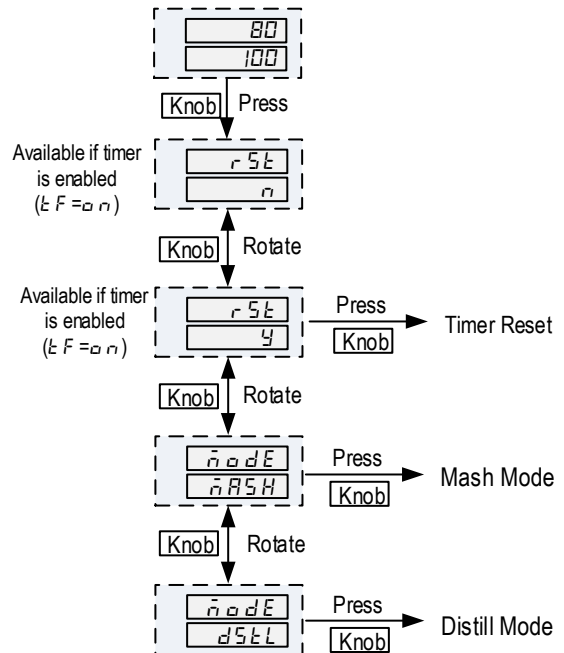 80
100
Knob Press
Available if timer
is enabled
(tF=on)
rSt
n
Knob Rotate
Available if timer
is enabled
(tF=on)
rSt
y
Press
Knob
Timer Reset
Knob Rotate
modE
mASH
Press
Knob
Mash Mode
Knob Rotate
modE
dStL
Press
Knob
Distill Mode